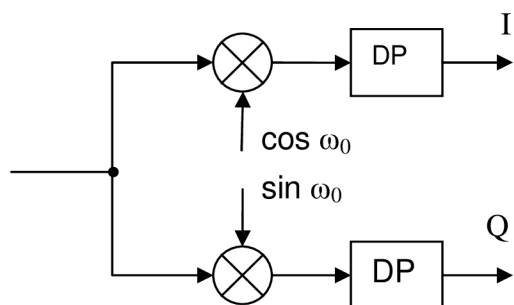 I
DP
cos ω₀
sin ω₀
Q
DP